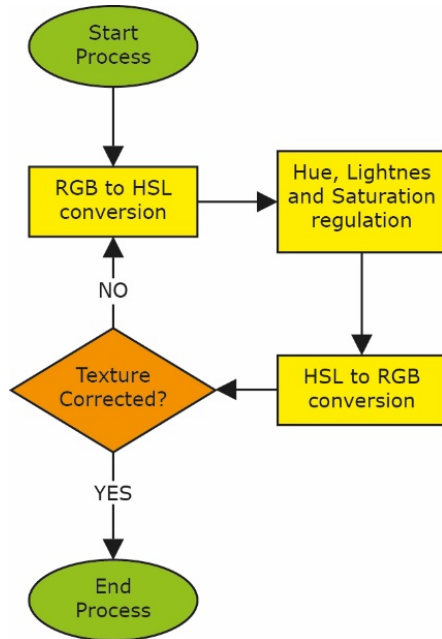 Start
Process
RGB to HSL
conversion
Hue, Lightnes
and Saturation
regulation
HSL to RGB
conversion
Texture
Corrected?
NO
YES
End
Process